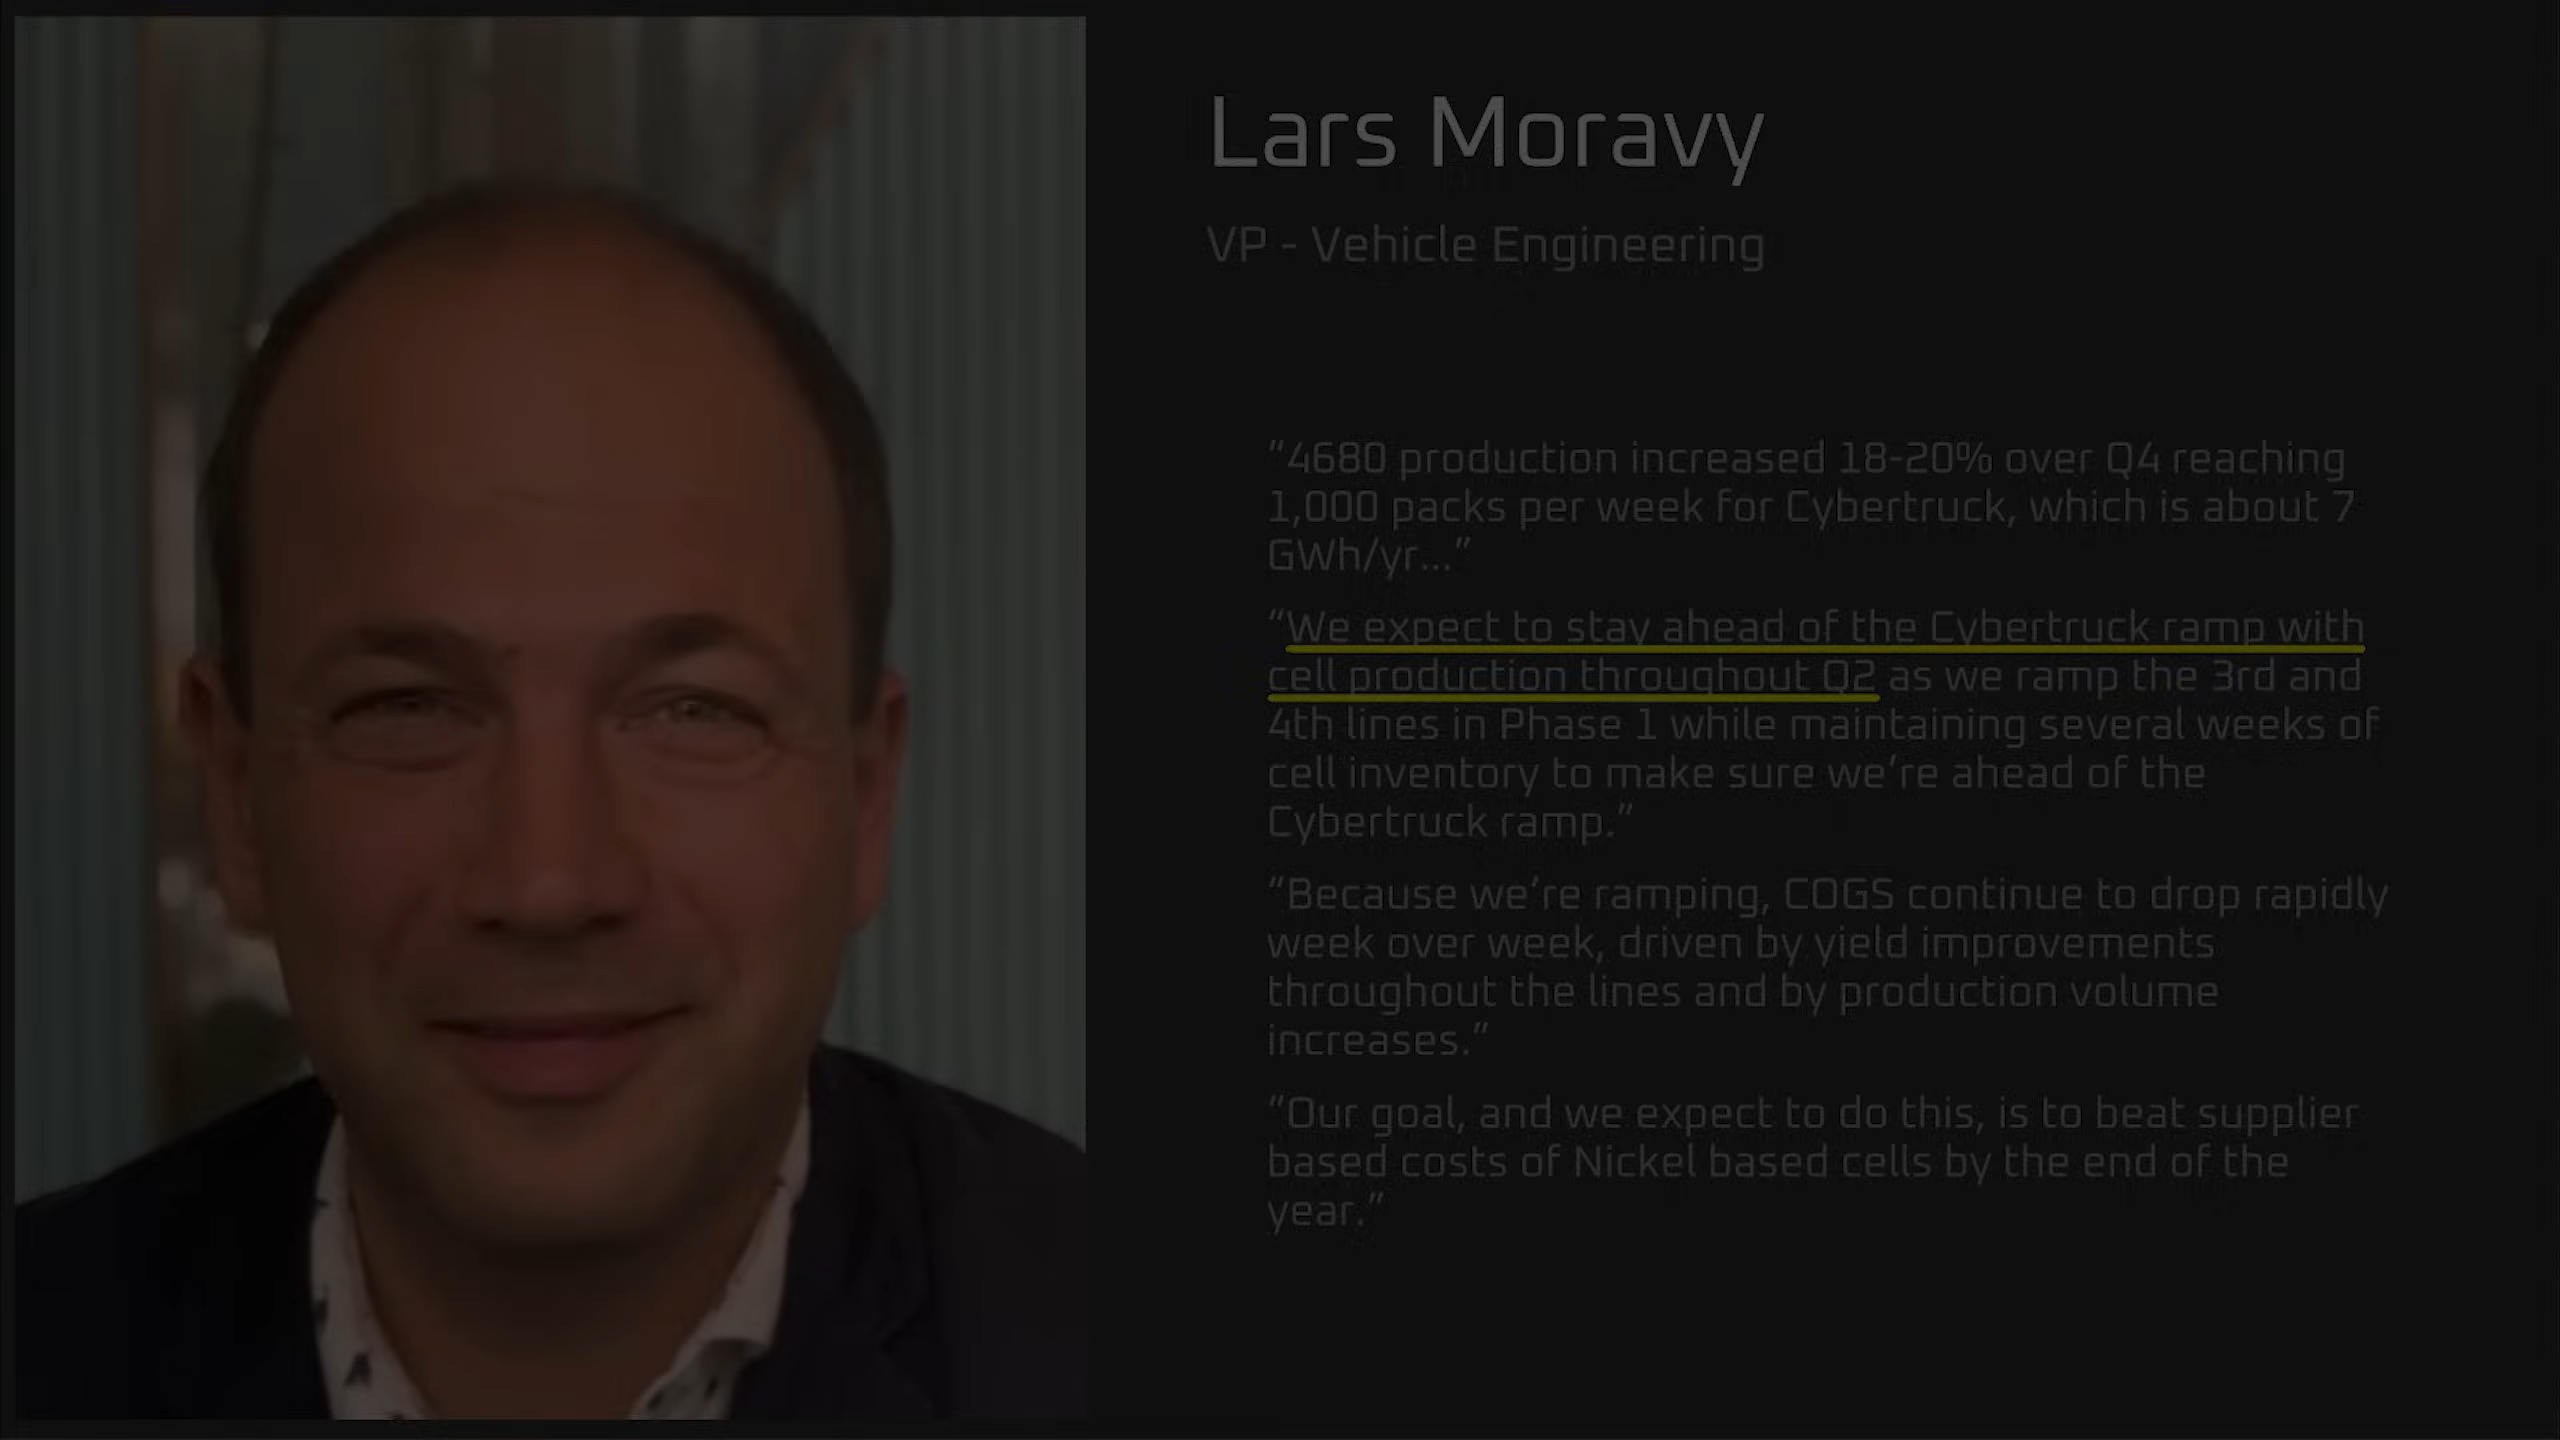 Lars Moravy
VP - Vehicle Engineering
“4680 production increased 18-20% over Q4 reaching
1,000 packs per week for Cybertruck, which is about 7
GWh/yr...”
“We expect to stay ahead of the Cybertruck ramp with
cell production throughout Q2 as we ramp the 3rd and
4th lines in Phase 1 while maintaining several weeks of
cell inventory to make sure we’re ahead of the
Cybertruck ramp.”
“Because we’re ramping, COGS continue to drop rapidly
week over week, driven by yield improvements
throughout the lines and by production volume
increases.”
“Our goal, and we expect to do this, is to beat supplier
based costs of Nickel based cells by the end of the
year.”